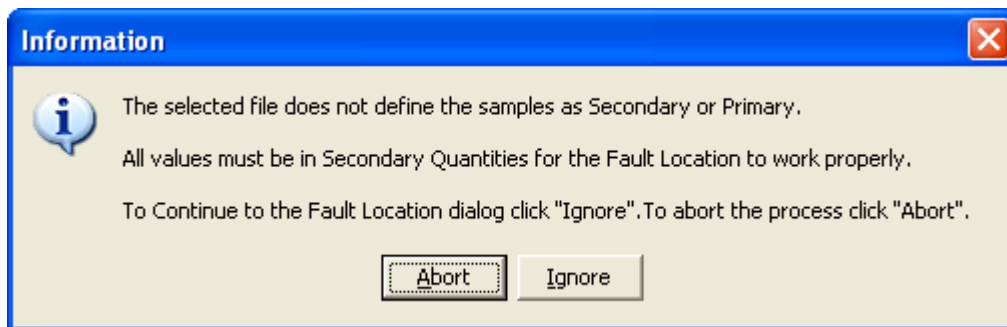 Information
The selected file does not define the samples as Secondary or Primary.
All values must be in Secondary Quantities for the Fault Location to work properly.
To Continue to the Fault Location dialog click "Ignore".To abort the process click "Abort".
Abort
Ignore